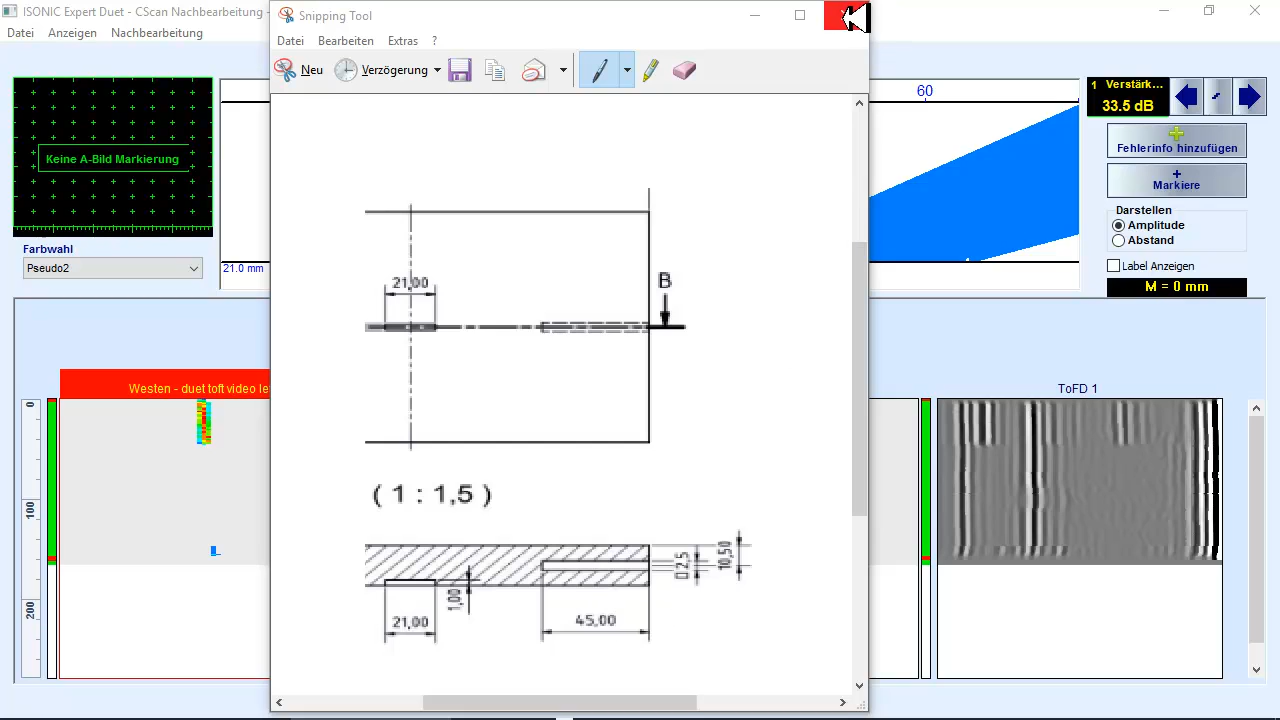 ISONIC Expert Duet - CScan Nachbearbeitung -
Datei Anzeigen Nachbearbeitung
Snipping Tool
Datei Bearbeiten Extras ?
Neu Verzögerung
Keine A-Bild Markierung
Farbwahl
Pseudo2
21.0 mm
60
1 Verstärk...
33.5 dB
Fehlerinfo hinzufügen
Markiere
Darstellen
Amplitude
Abstand
Label Anzeigen
M = 0 mm
21,00
B
( 1 : 1,5 )
1,00
21,00
45,00
10,50
Westen - duet toft video le
ToFD 1
0
100
200